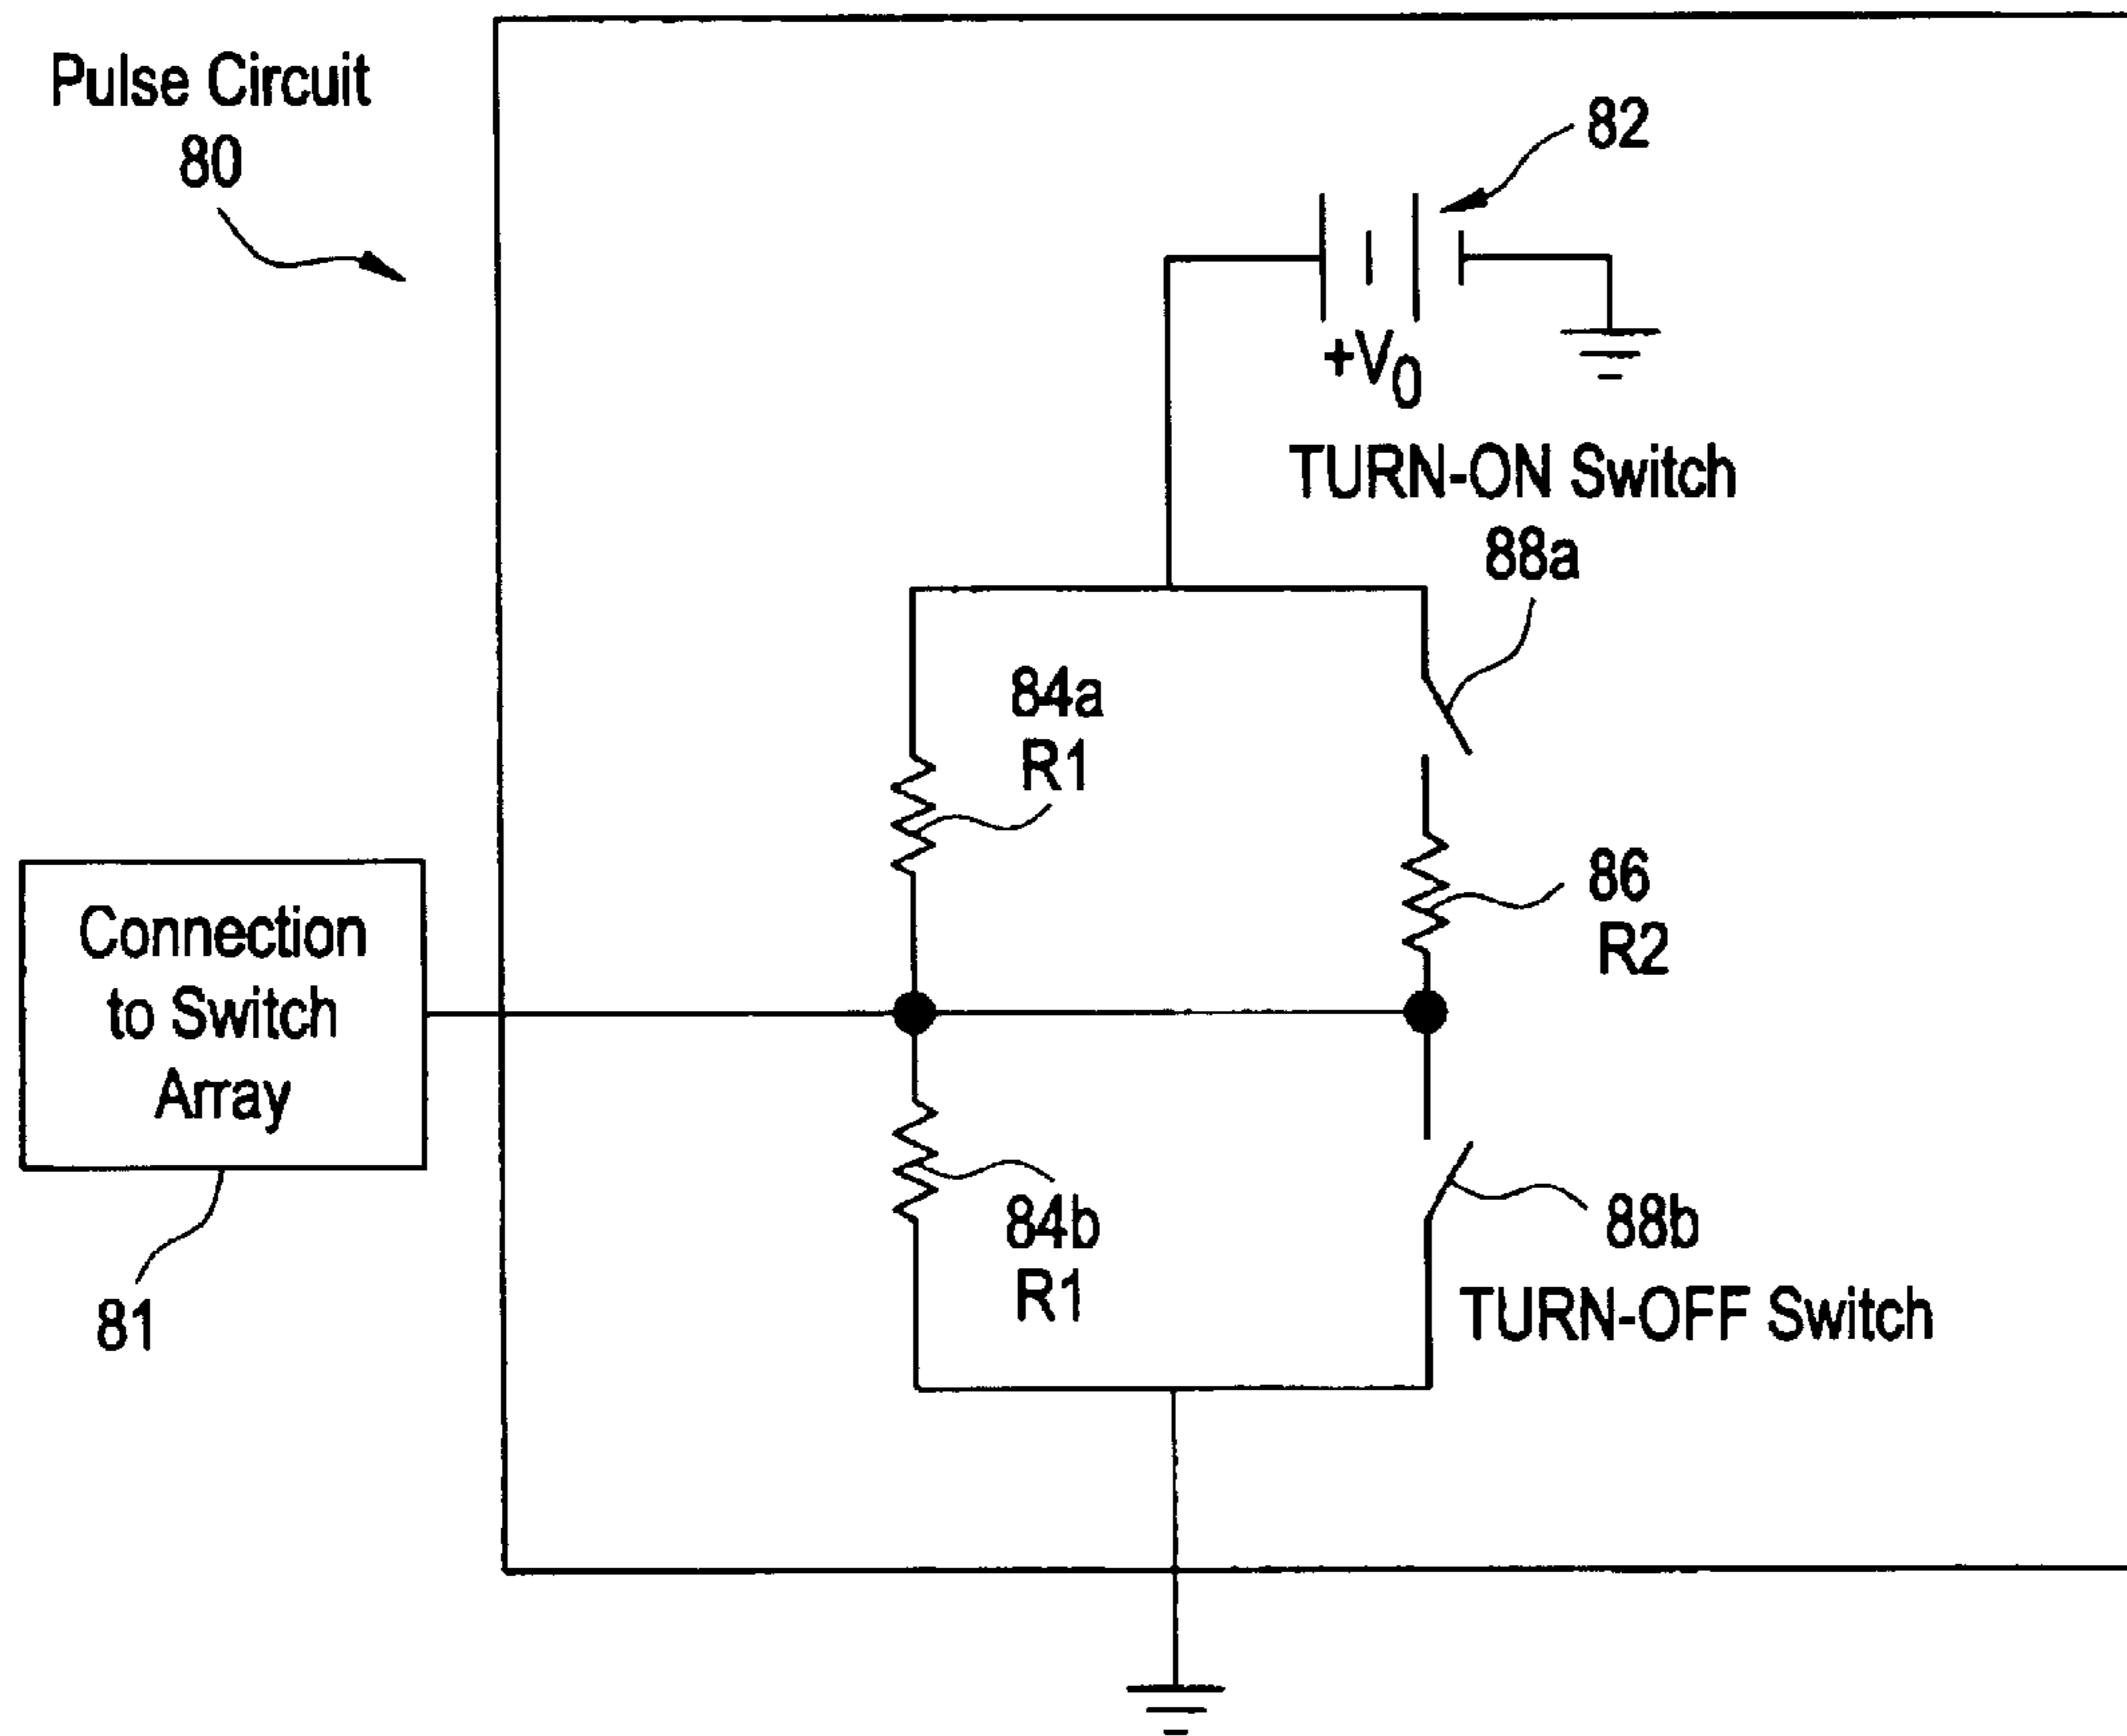 Pulse Circuit
80
82
+V0
TURN-ON Switch
88a
84a
R1
86
R2
Connection
to Switch
Array
81
84b
R1
88b
TURN-OFF Switch